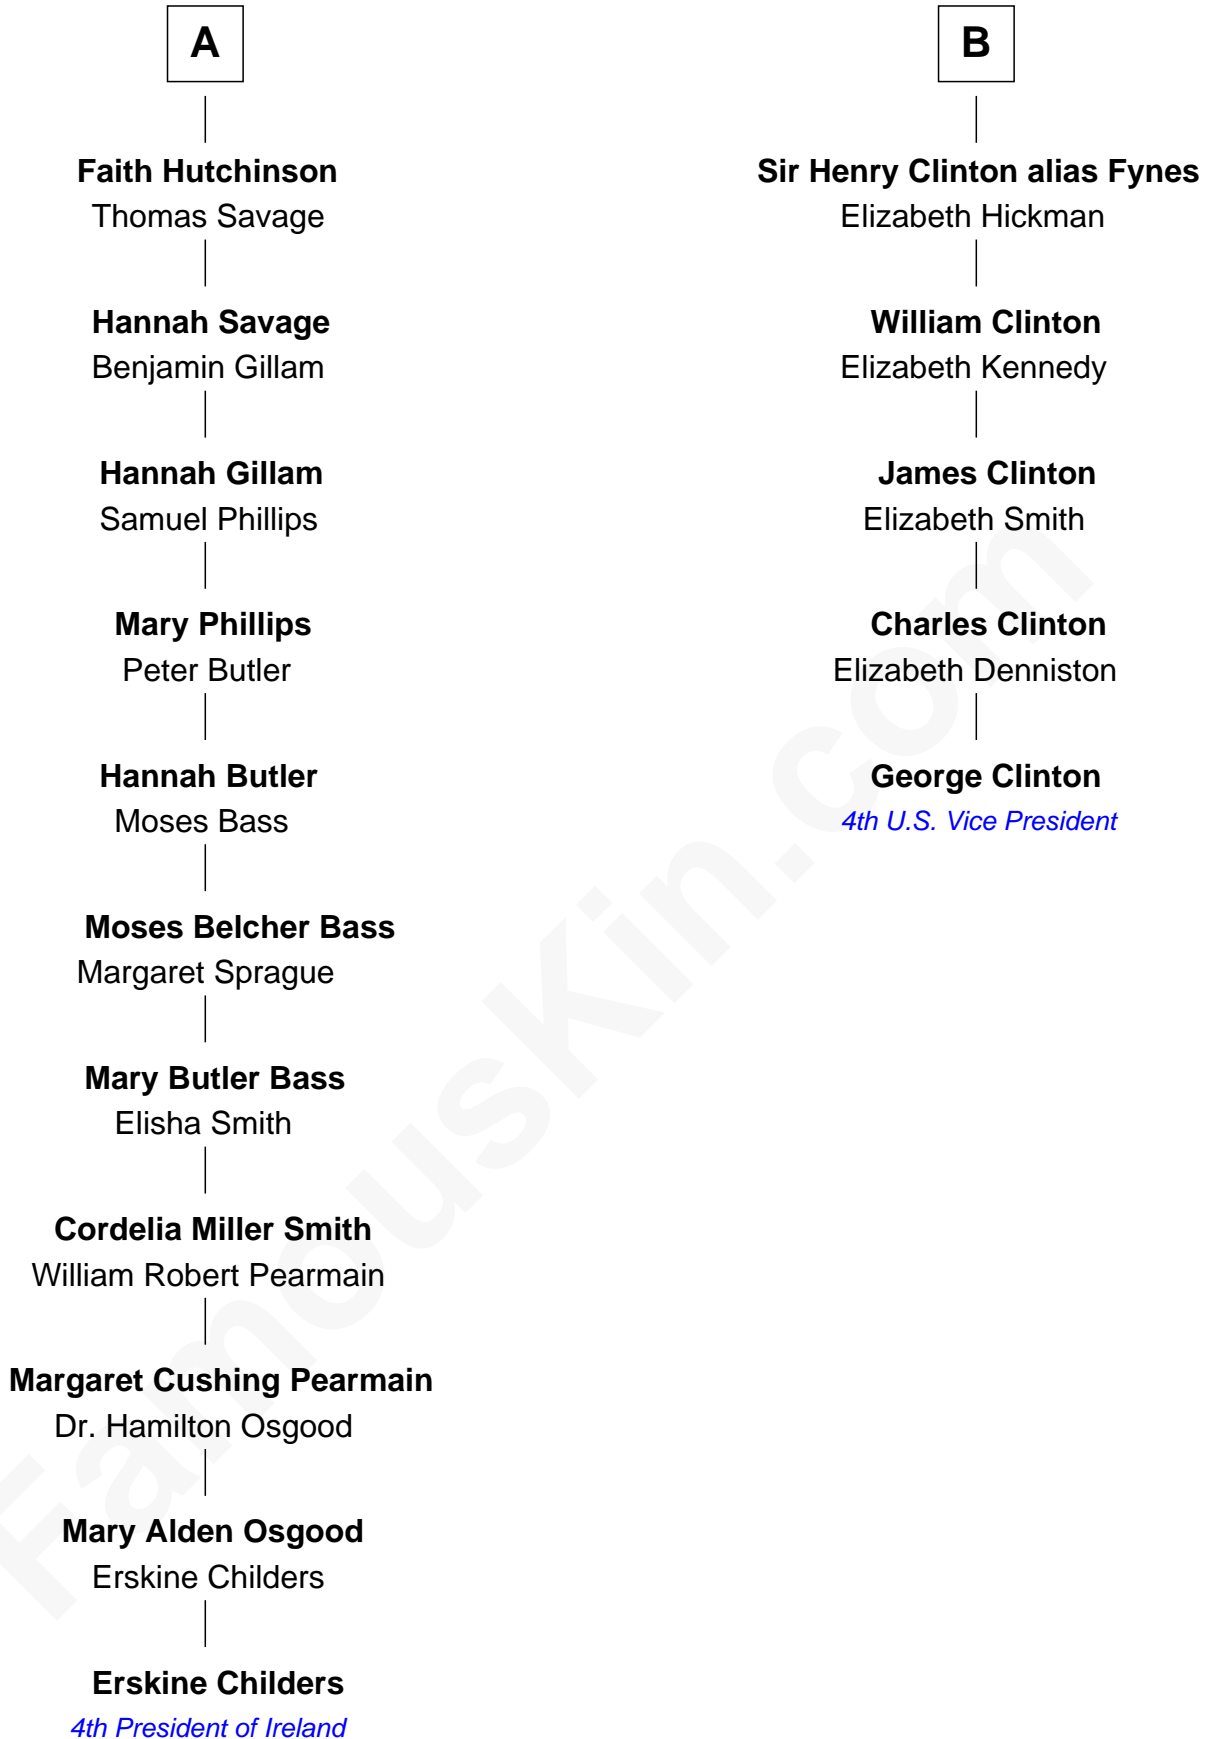 A
Faith Hutchinson
Thomas Savage
Hannah Savage
Benjamin Gillam
Hannah Gillam
Samuel Phillips
Mary Phillips
Peter Butler
Hannah Butler
Moses Bass
Moses Belcher Bass
Margaret Sprague
Mary Butler Bass
Elisha Smith
Cordelia Miller Smith
William Robert Pearmain
Margaret Cushing Pearmain
Dr. Hamilton Osgood
Mary Alden Osgood
Erskine Childers
Erskine Childers
4th President of Ireland
B
Sir Henry Clinton alias Fynes
Elizabeth Hickman
William Clinton
Elizabeth Kennedy
James Clinton
Elizabeth Smith
Charles Clinton
Elizabeth Denniston
George Clinton
4th U.S. Vice President
FamousKin.com